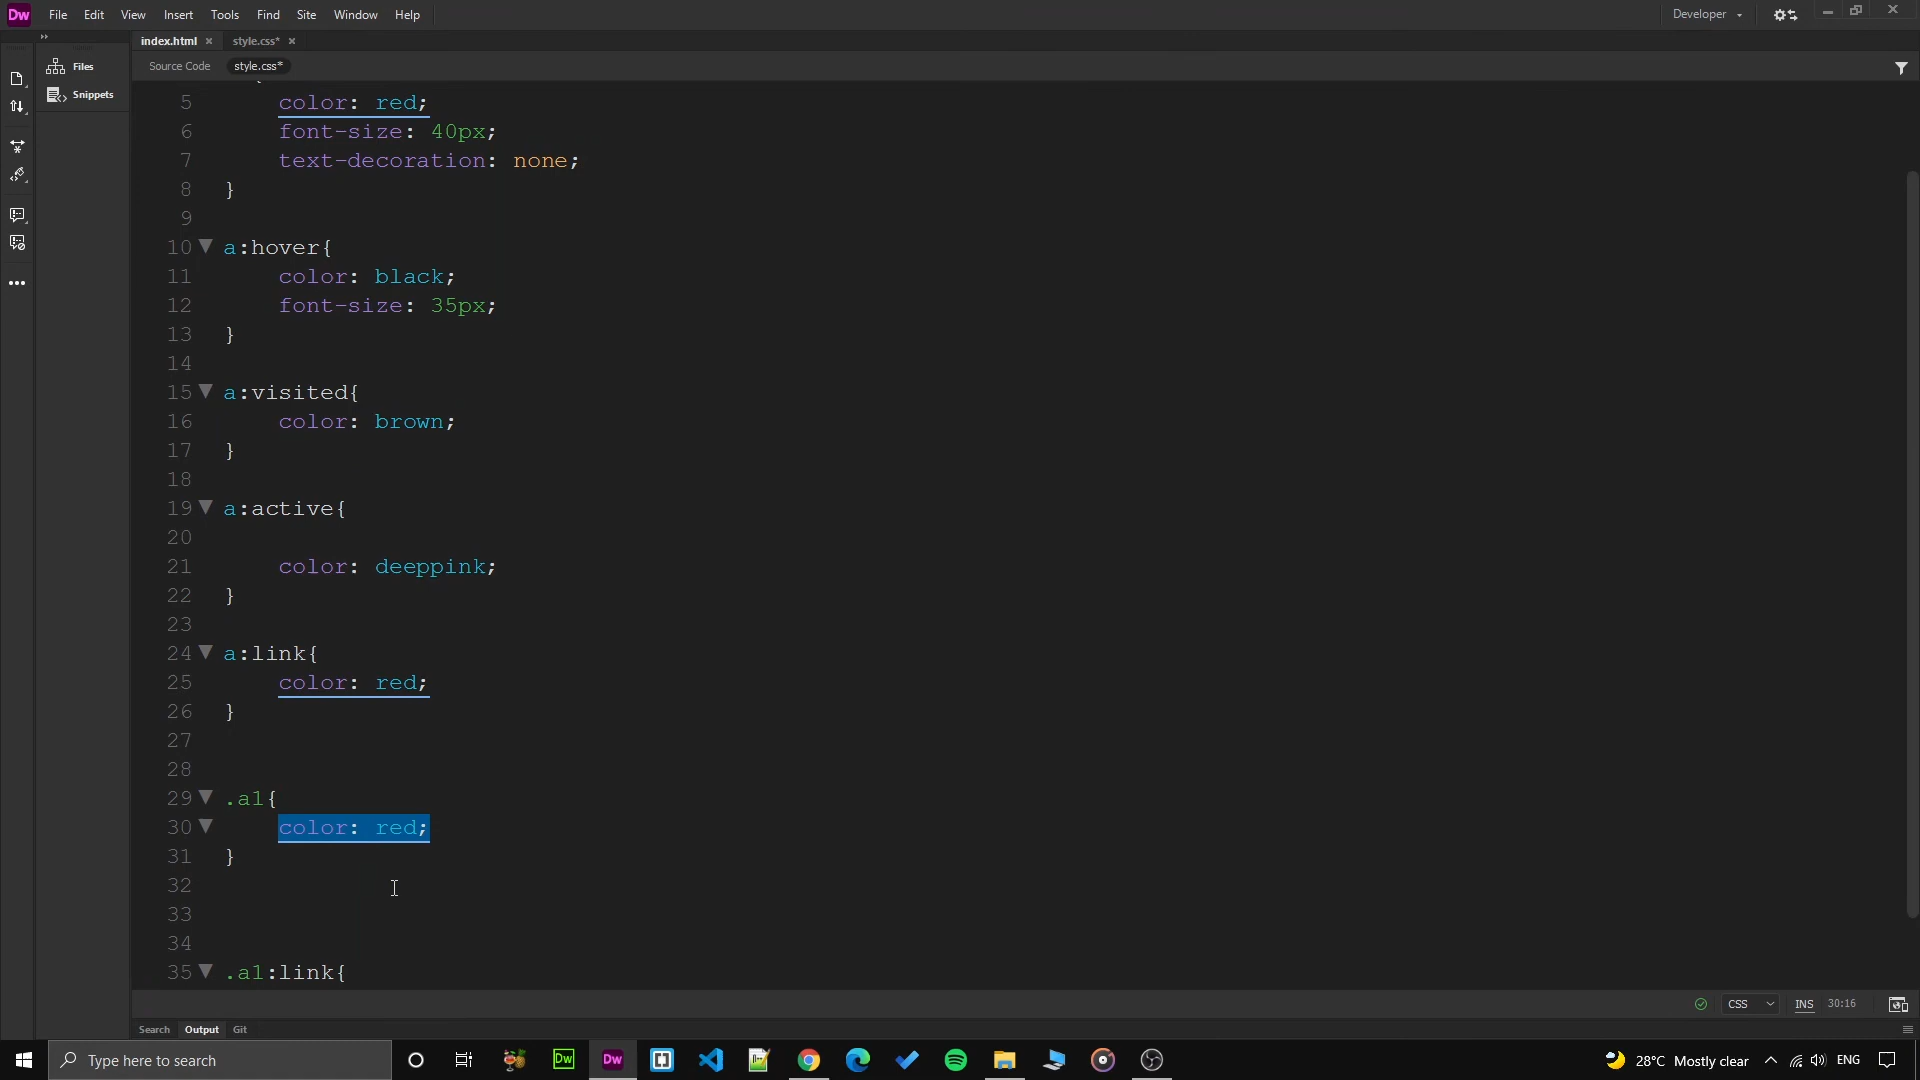 Dw File Edit View Insert Tools Find Site Window Help Developer
index.html × style.css* ×
Files
Source Code style.css*
Snippets
5 color: red;
6 font-size: 40px;
7 text-decoration: none;
8 }
9
10 a:hover{
11 color: black;
12 font-size: 35px;
13 }
14
15 a:visited{
16 color: brown;
17 }
18
19 a:active{
20
21 color: deeppink;
22 }
23
24 a:link{
25 color: red;
26 }
27
28
29 .a1{
30 color: red;
31 }
32
33
34
35 .a1:link{
CSS INS 30:16
Search Output Git
Type here to search Dw Dw 28°C Mostly clear ENG